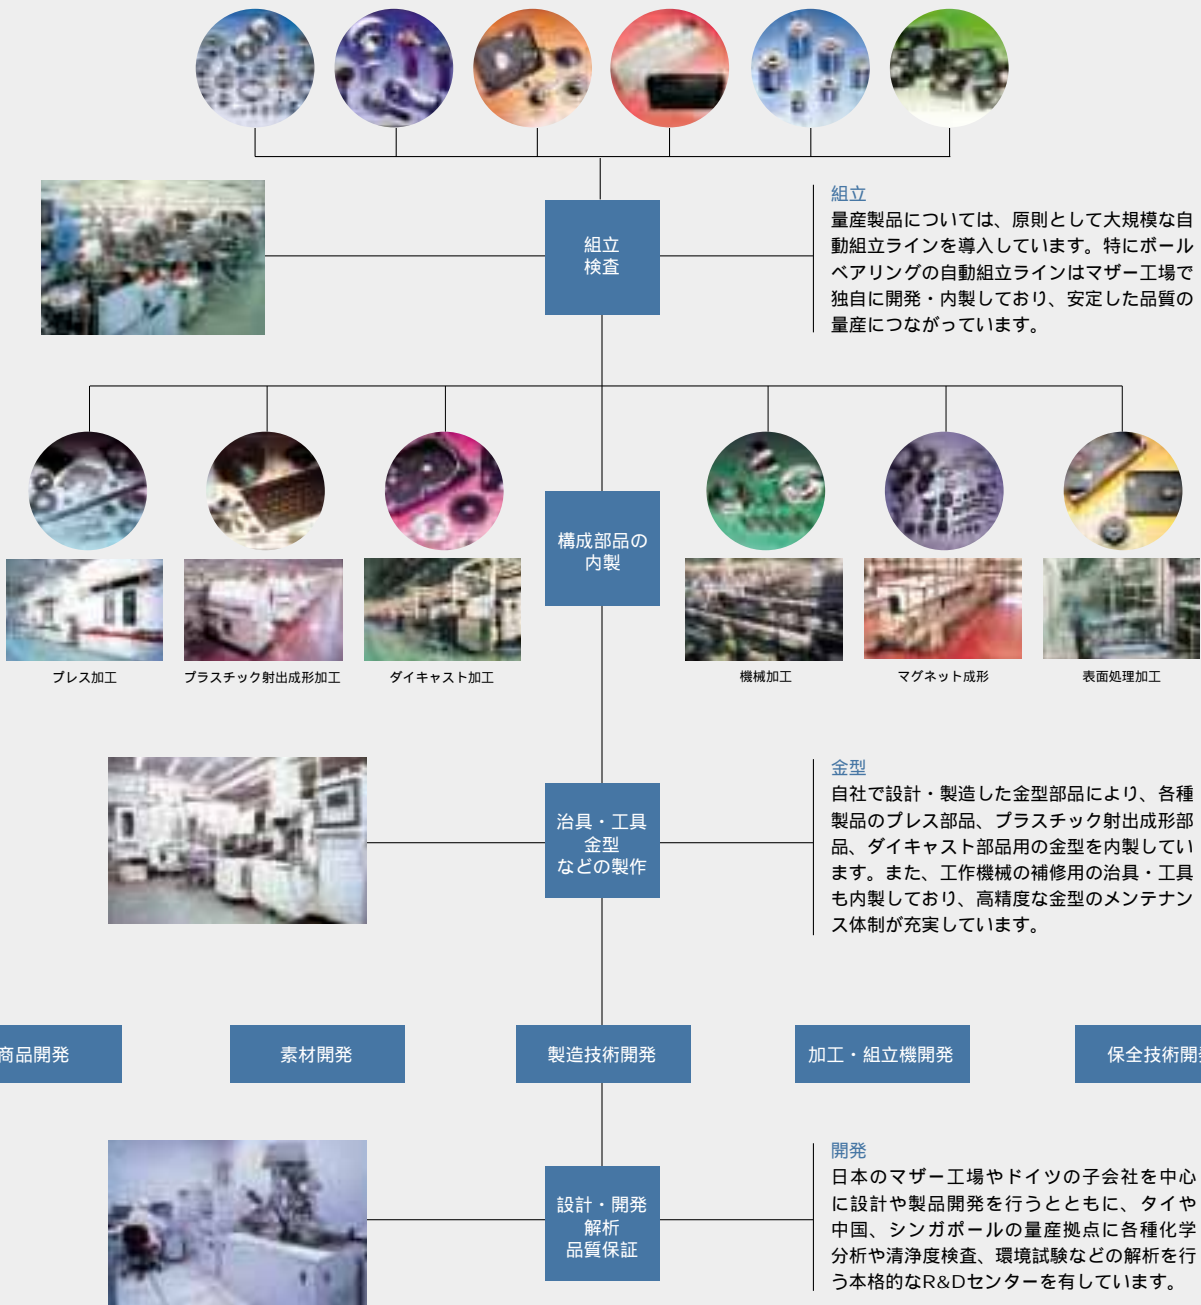 組立
検査
組立
量産製品については、原則として大規模な自
動組立ラインを導入しています。特にボール
ベアリングの自動組立ラインはマザー工場で
独自に開発・内製しており、安定した品質の
量産につながっています。
構成部品の
内製
プレス加工
プラスチック射出成形加工
ダイキャスト加工
機械加工
マグネット成形
表面処理加工
治具・工具
金型
などの製作
金型
自社で設計・製造した金型部品により、各種
製品のプレス部品、プラスチック射出成形部
品、ダイキャスト部品用の金型を内製してい
ます。また、工作機械の補修用の治具・工具
も内製しており、高精度な金型のメンテナン
ス体制が充実しています。
商品開発
素材開発
製造技術開発
加工・組立機開発
保全技術開発
設計・開発
解析
品質保証
開発
日本のマザー工場やドイツの子会社を中心
に設計や製品開発を行うとともに、タイや
中国、シンガポールの量産拠点に各種化学
分析や清浄度検査、環境試験などの解析を行
う本格的なR&Dセンターを有しています。